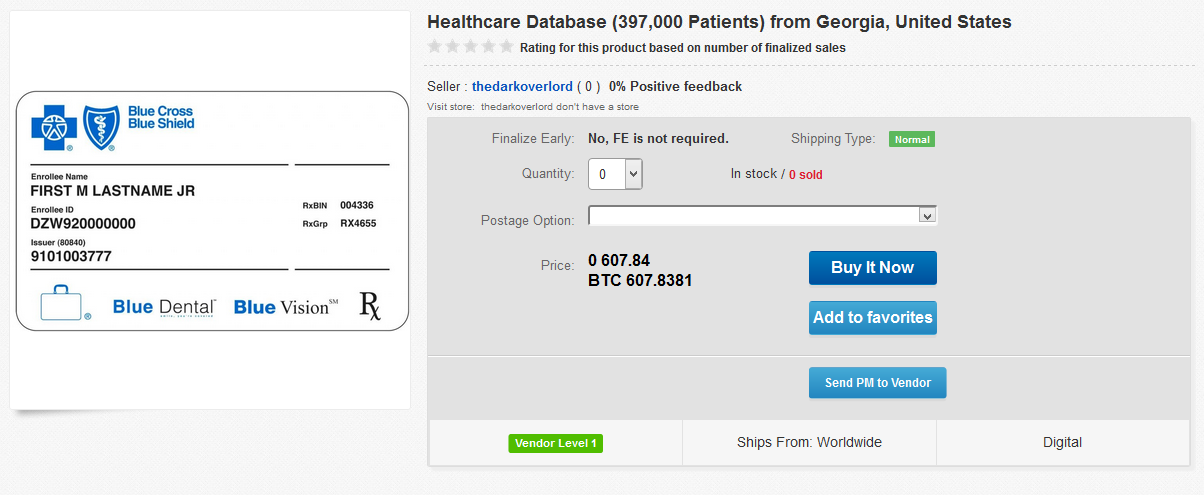 Blue Cross
Blue Shield
Enrollee Name
FIRST M LASTNAME JR
Enrollee ID
DZW920000000
Issuer (80840)
9101003777
RxBIN 004336
RxGrp RX4655
Blue Dental
Blue Vision SM
Rx
Healthcare Database (397,000 Patients) from Georgia, United States
Rating for this product based on number of finalized sales
Seller : thedarkoverlord ( 0 ) 0% Positive feedback
Visit store: thedarkoverlord don't have a store
Finalize Early: No, FE is not required. Shipping Type: Normal
Quantity: 0 In stock / 0 sold
Postage Option:
Price: 0 607.84
BTC 607.8381
Buy It Now
Add to favorites
Send PM to Vendor
Vendor Level 1 Ships From: Worldwide Digital